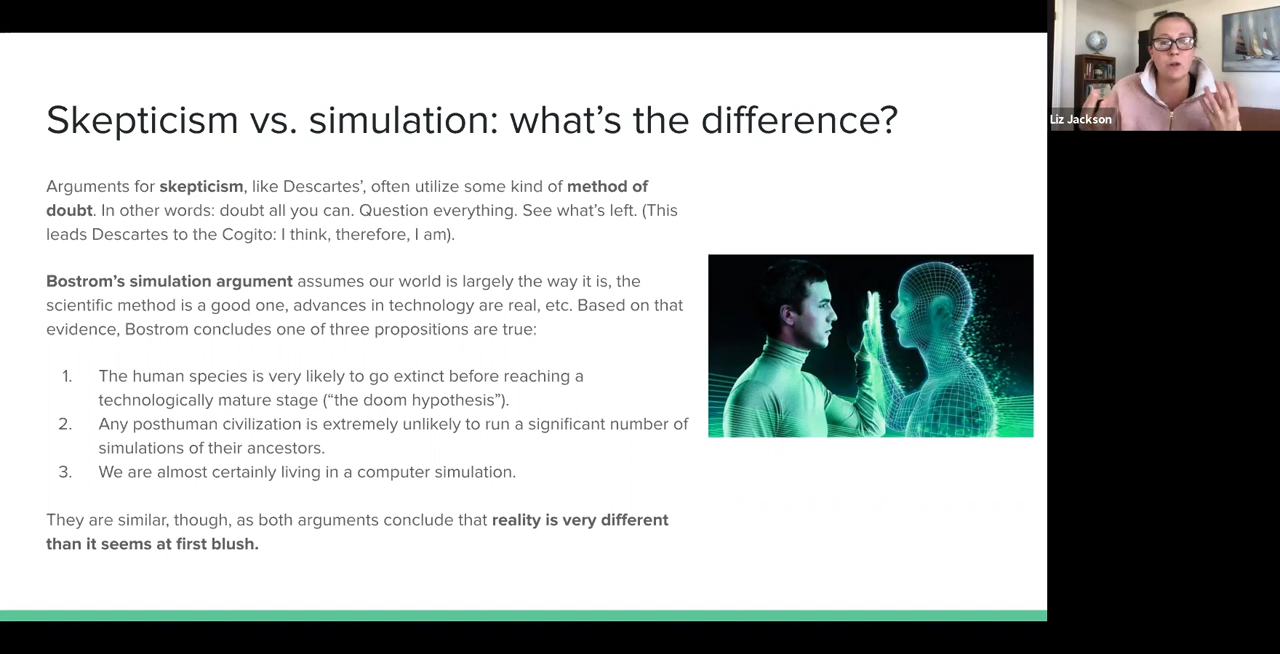 Skepticism vs. simulation: what's the difference?
Arguments for skepticism, like Descartes', often utilize some kind of method of
doubt. In other words: doubt all you can. Question everything. See what's left. (This
leads Descartes to the Cogito: I think, therefore, I am).
Bostrom's simulation argument assumes our world is largely the way it is, the
scientific method is a good one, advances in technology are real, etc. Based on that
evidence, Bostrom concludes one of three propositions are true:
1. The human species is very likely to go extinct before reaching a
technologically mature stage ("the doom hypothesis").
2. Any posthuman civilization is extremely unlikely to run a significant number of
simulations of their ancestors.
3. We are almost certainly living in a computer simulation.
They are similar, though, as both arguments conclude that reality is very different
than it seems at first blush.
Liz Jackson